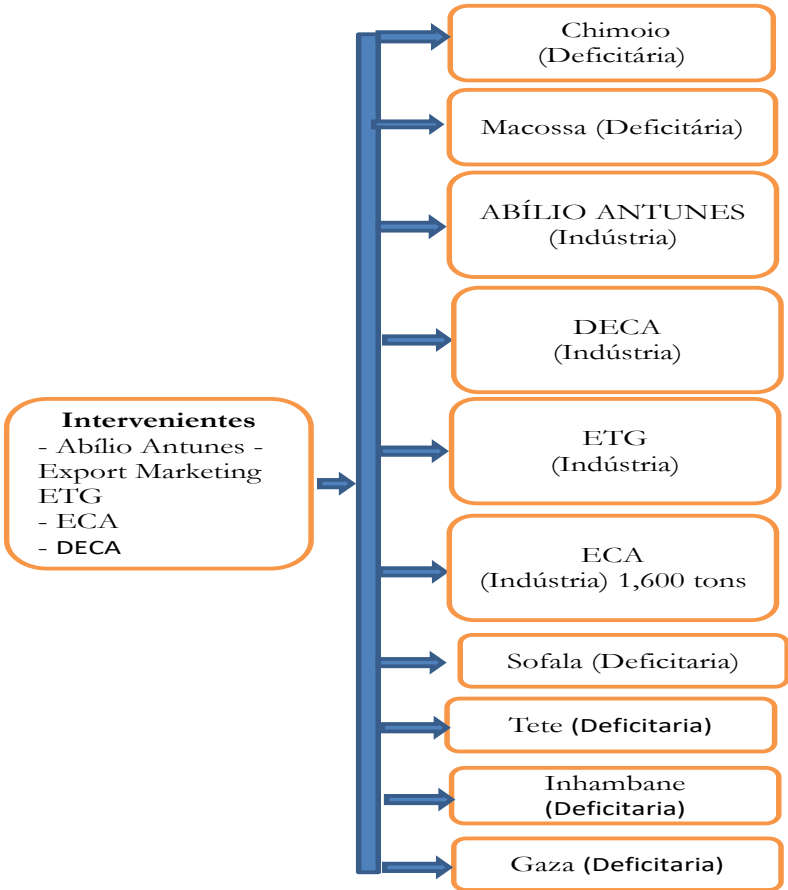 Intervenientes
- Abílio Antunes -
Export Marketing
ETG
- ECA
- DECA
Chimoio
(Deficitária)
Macossa (Deficitária)
ABÍLIO ANTUNES
(Indústria)
DECA
(Indústria)
ETG
(Indústria)
ECA
(Indústria) 1,600 tons
Sofala (Deficitaria)
Tete (Deficitaria)
Inhambane
(Deficitaria)
Gaza (Deficitaria)